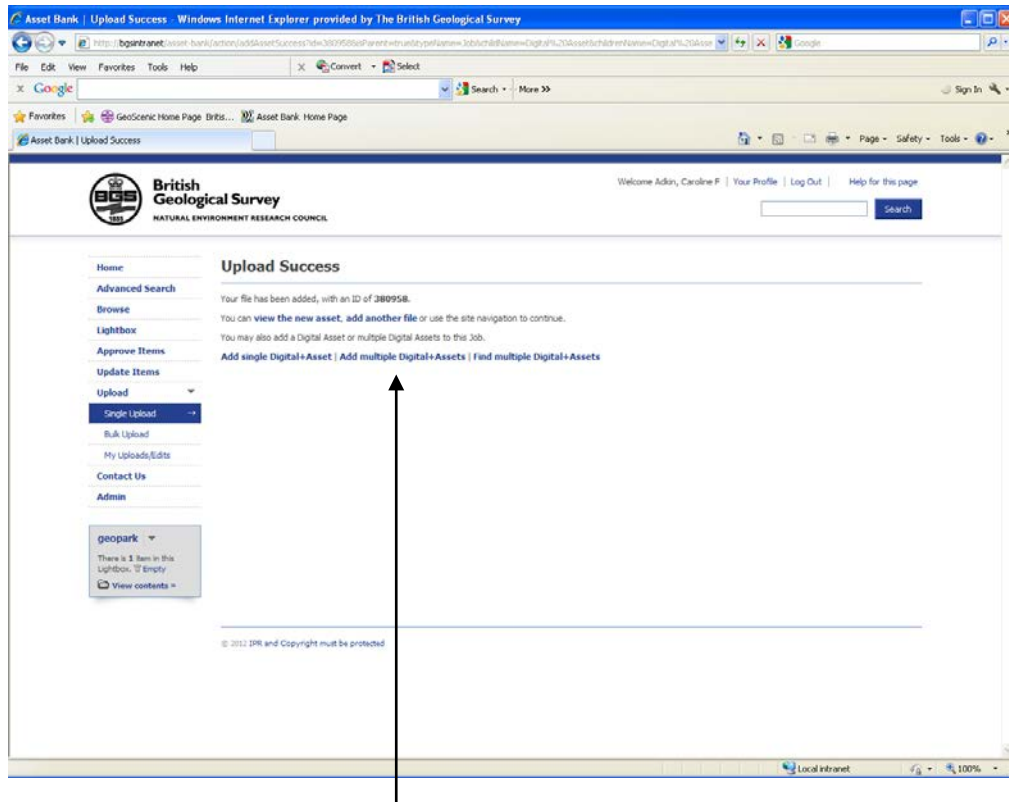 Asset Bank | Upload Success - Windows Internet Explorer provided by The British Geological Survey
Google
File Edit View Favorites Tools Help
x Convert Select
x Google
Search More >>
Sign In
Favorites
GeoScenic Home Page Britis...
Asset Bank Home Page
Asset Bank | Upload Success
Page Safety Tools
BGS
British
Geological Survey
NATURAL ENVIRONMENT RESEARCH COUNCIL
Welcome Adkin, Caroline F | Your Profile | Log Out | Help for this page
Search
Home
Advanced Search
Browse
Lightbox
Approve Items
Update Items
Upload
Single Upload →
Bulk Upload
My Uploads/Edits
Contact Us
Admin
geopark
There is 1 item in this
Lightbox. Empty
View contents »
Upload Success
Your file has been added, with an ID of 380958.
You can view the new asset, add another file or use the site navigation to continue.
You may also add a Digital Asset or multiple Digital Assets to this Job.
Add single Digital+Asset | Add multiple Digital+Assets | Find multiple Digital+Assets
© 2012 IPR and Copyright must be protected
Local intranet
100%